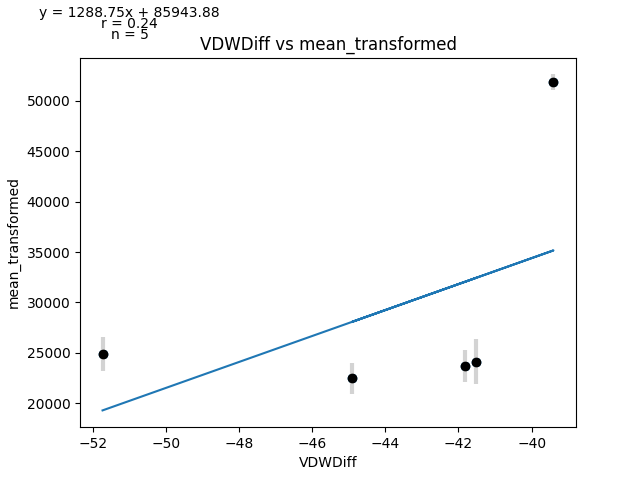 y = 1288.75x + 85943.88
r = 0.24
n = 5
VDWDiff vs mean_transformed
50000
45000
40000
35000
30000
25000
20000
mean_transformed
−52
−50
−48
−46
−44
−42
−40
VDWDiff